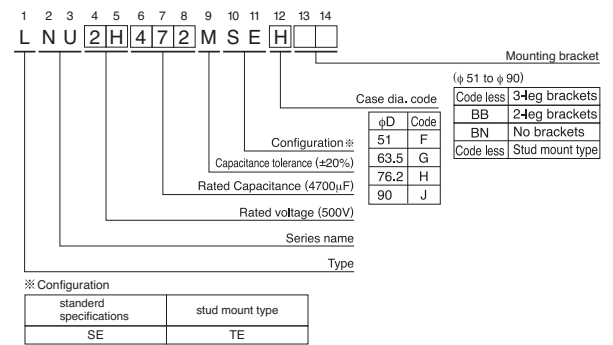 1 2 3 4 5 6 7 8 9 10 11 12 13 14
L N U 2 H 4 7 2 M S E H
Mounting bracket
(φ 51 to φ 90)
Code less 3-leg brackets
BB 2-leg brackets
BN No brackets
Code less Stud mount type
Case dia. code
φD Code
51 F
63.5 G
76.2 H
90 J
Configuration※
Capacitance tolerance (±20%)
Rated Capacitance (4700μF)
Rated voltage (500V)
Series name
Type
※Configuration
standerd specifications stud mount type
SE TE